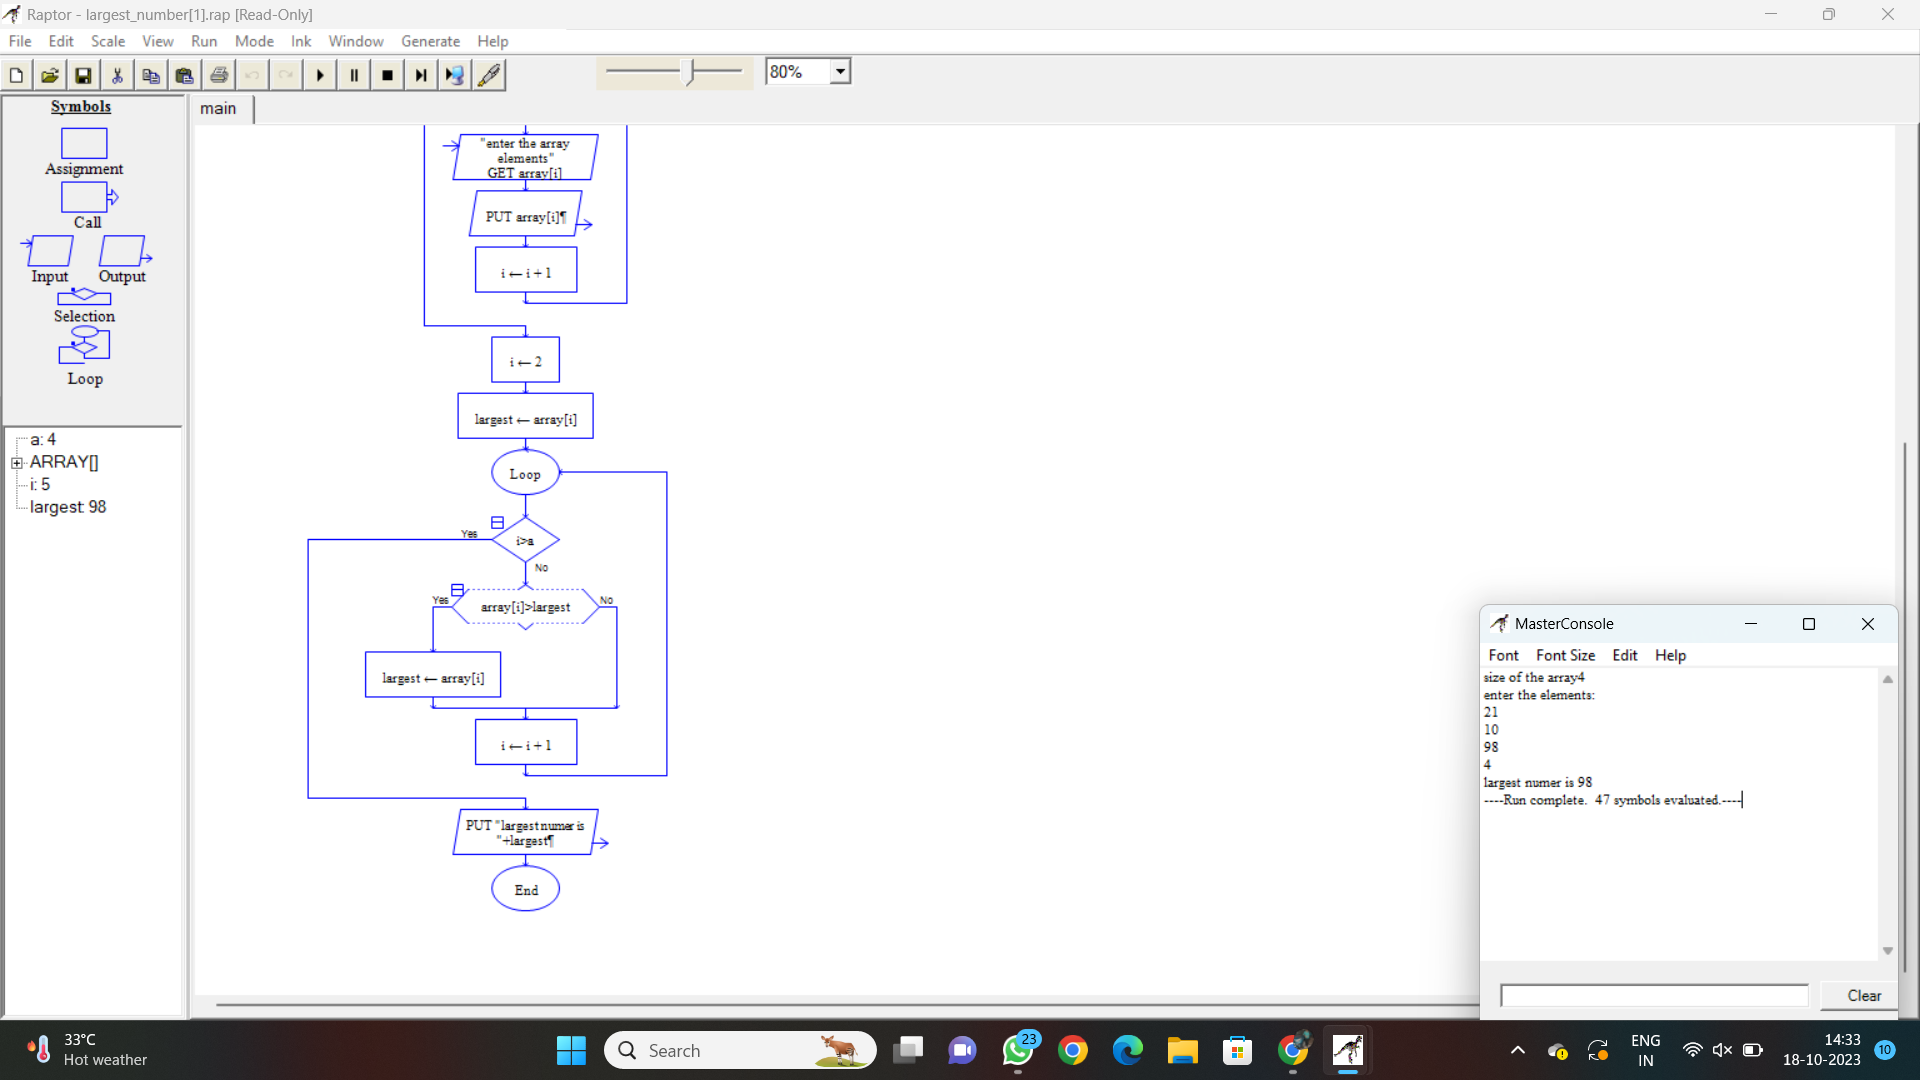 Raptor - largest_number[1].rap [Read-Only]
File Edit Scale View Run Mode Ink Window Generate Help
80%
Symbols
Assignment
Call
Input Output
Selection
Loop
a: 4
ARRAY[]
i: 5
largest: 98
main
"enter the array
elements"
GET array[i]
PUT array[i]¶
i ← i + 1
i ← 2
largest ← array[i]
Loop
Yes
i>a
No
Yes
array[i]>largest
No
largest ← array[i]
i ← i + 1
PUT "largest numer is
"+largest¶
End
MasterConsole
Font Font Size Edit Help
size of the array4
enter the elements:
21
10
98
4
largest numer is 98
----Run complete. 47 symbols evaluated.----
Clear
33°C
Hot weather
Search
23
ENG
IN
14:33
18-10-2023
10